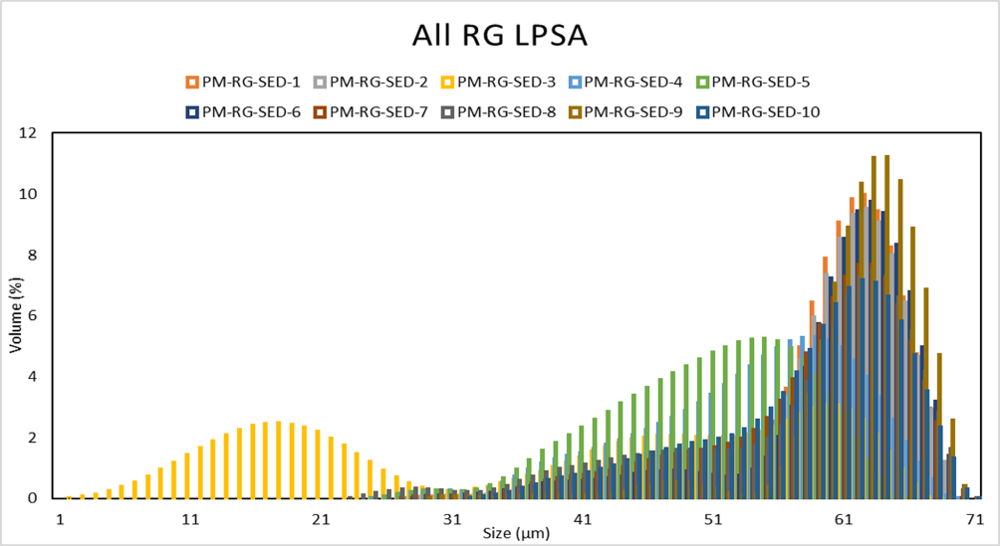 All RG LPSA
PM-RG-SED-1 PM-RG-SED-2 PM-RG-SED-3 PM-RG-SED-4 PM-RG-SED-5
PM-RG-SED-6 PM-RG-SED-7 PM-RG-SED-8 PM-RG-SED-9 PM-RG-SED-10
12
10
8
6
4
2
0
Volume (%)
1 11 21 31 41 51 61 71
Size (µm)